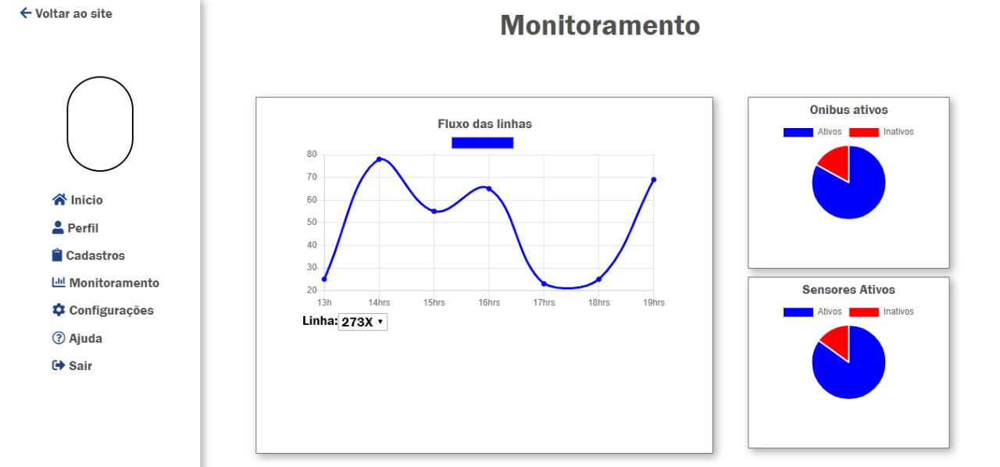 Voltar ao site
Monitoramento
Inicio
Perfil
Cadastros
Monitoramento
Configurações
Ajuda
Sair
Fluxo das linhas
80
70
60
50
40
30
20
13h 14hrs 15hrs 16hrs 17hrs 18hrs 19hrs
Linha: 273X
Onibus ativos
Ativos Inativos
Sensores Ativos
Ativos Inativos